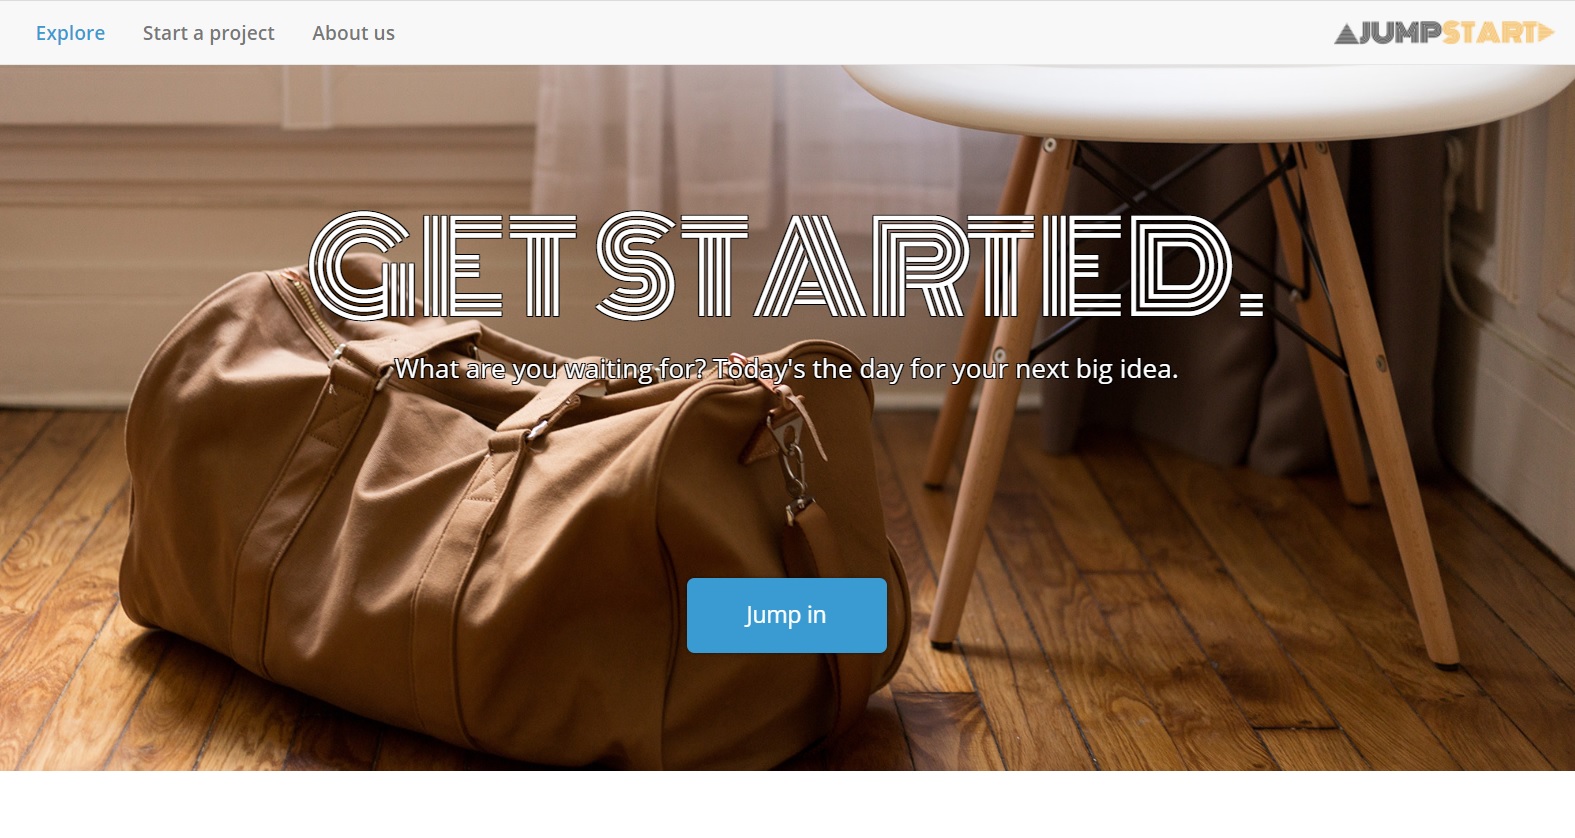 Explore Start a project About us JUMPSTART
GET STARTED.
What are you waiting for? Today's the day for your next big idea.
Jump in